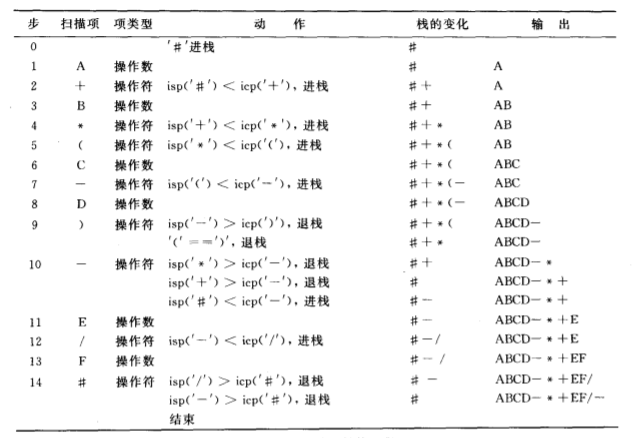 步 扫描项 项类型 动 作 栈的变化 输 出
0 '#'进栈 #
1 A 操作数 # A
2 + 操作符 isp('#')<icp('+'),进栈 #+ A
3 B 操作数 #+ AB
4 * 操作符 isp('+')<icp('*'),进栈 #+* AB
5 ( 操作符 isp('*')<icp('('),进栈 #+*( AB
6 C 操作数 #+*( ABC
7 - 操作符 isp('(')<icp('-'),进栈 #+*(- ABC
8 D 操作数 #+*(- ABCD
9 ) 操作符 isp('-')>icp(')'),退栈 #+*( ABCD-
'('==')',退栈 #+* ABCD-
10 - 操作符 isp('*')>icp('-'),退栈 #+ ABCD-*
isp('+')>icp('-'),退栈 # ABCD-*+
isp('#')<icp('-'),进栈 #- ABCD-*+
11 E 操作数 #- ABCD-*+E
12 / 操作符 isp('-')<icp('/'),进栈 #-/ ABCD-*+E
13 F 操作数 #-/ ABCD-*+EF
14 # 操作符 isp('/')>icp('#'),退栈 #- ABCD-*+EF/
isp('-')>icp('#'),退栈 # ABCD-*+EF/-
结束